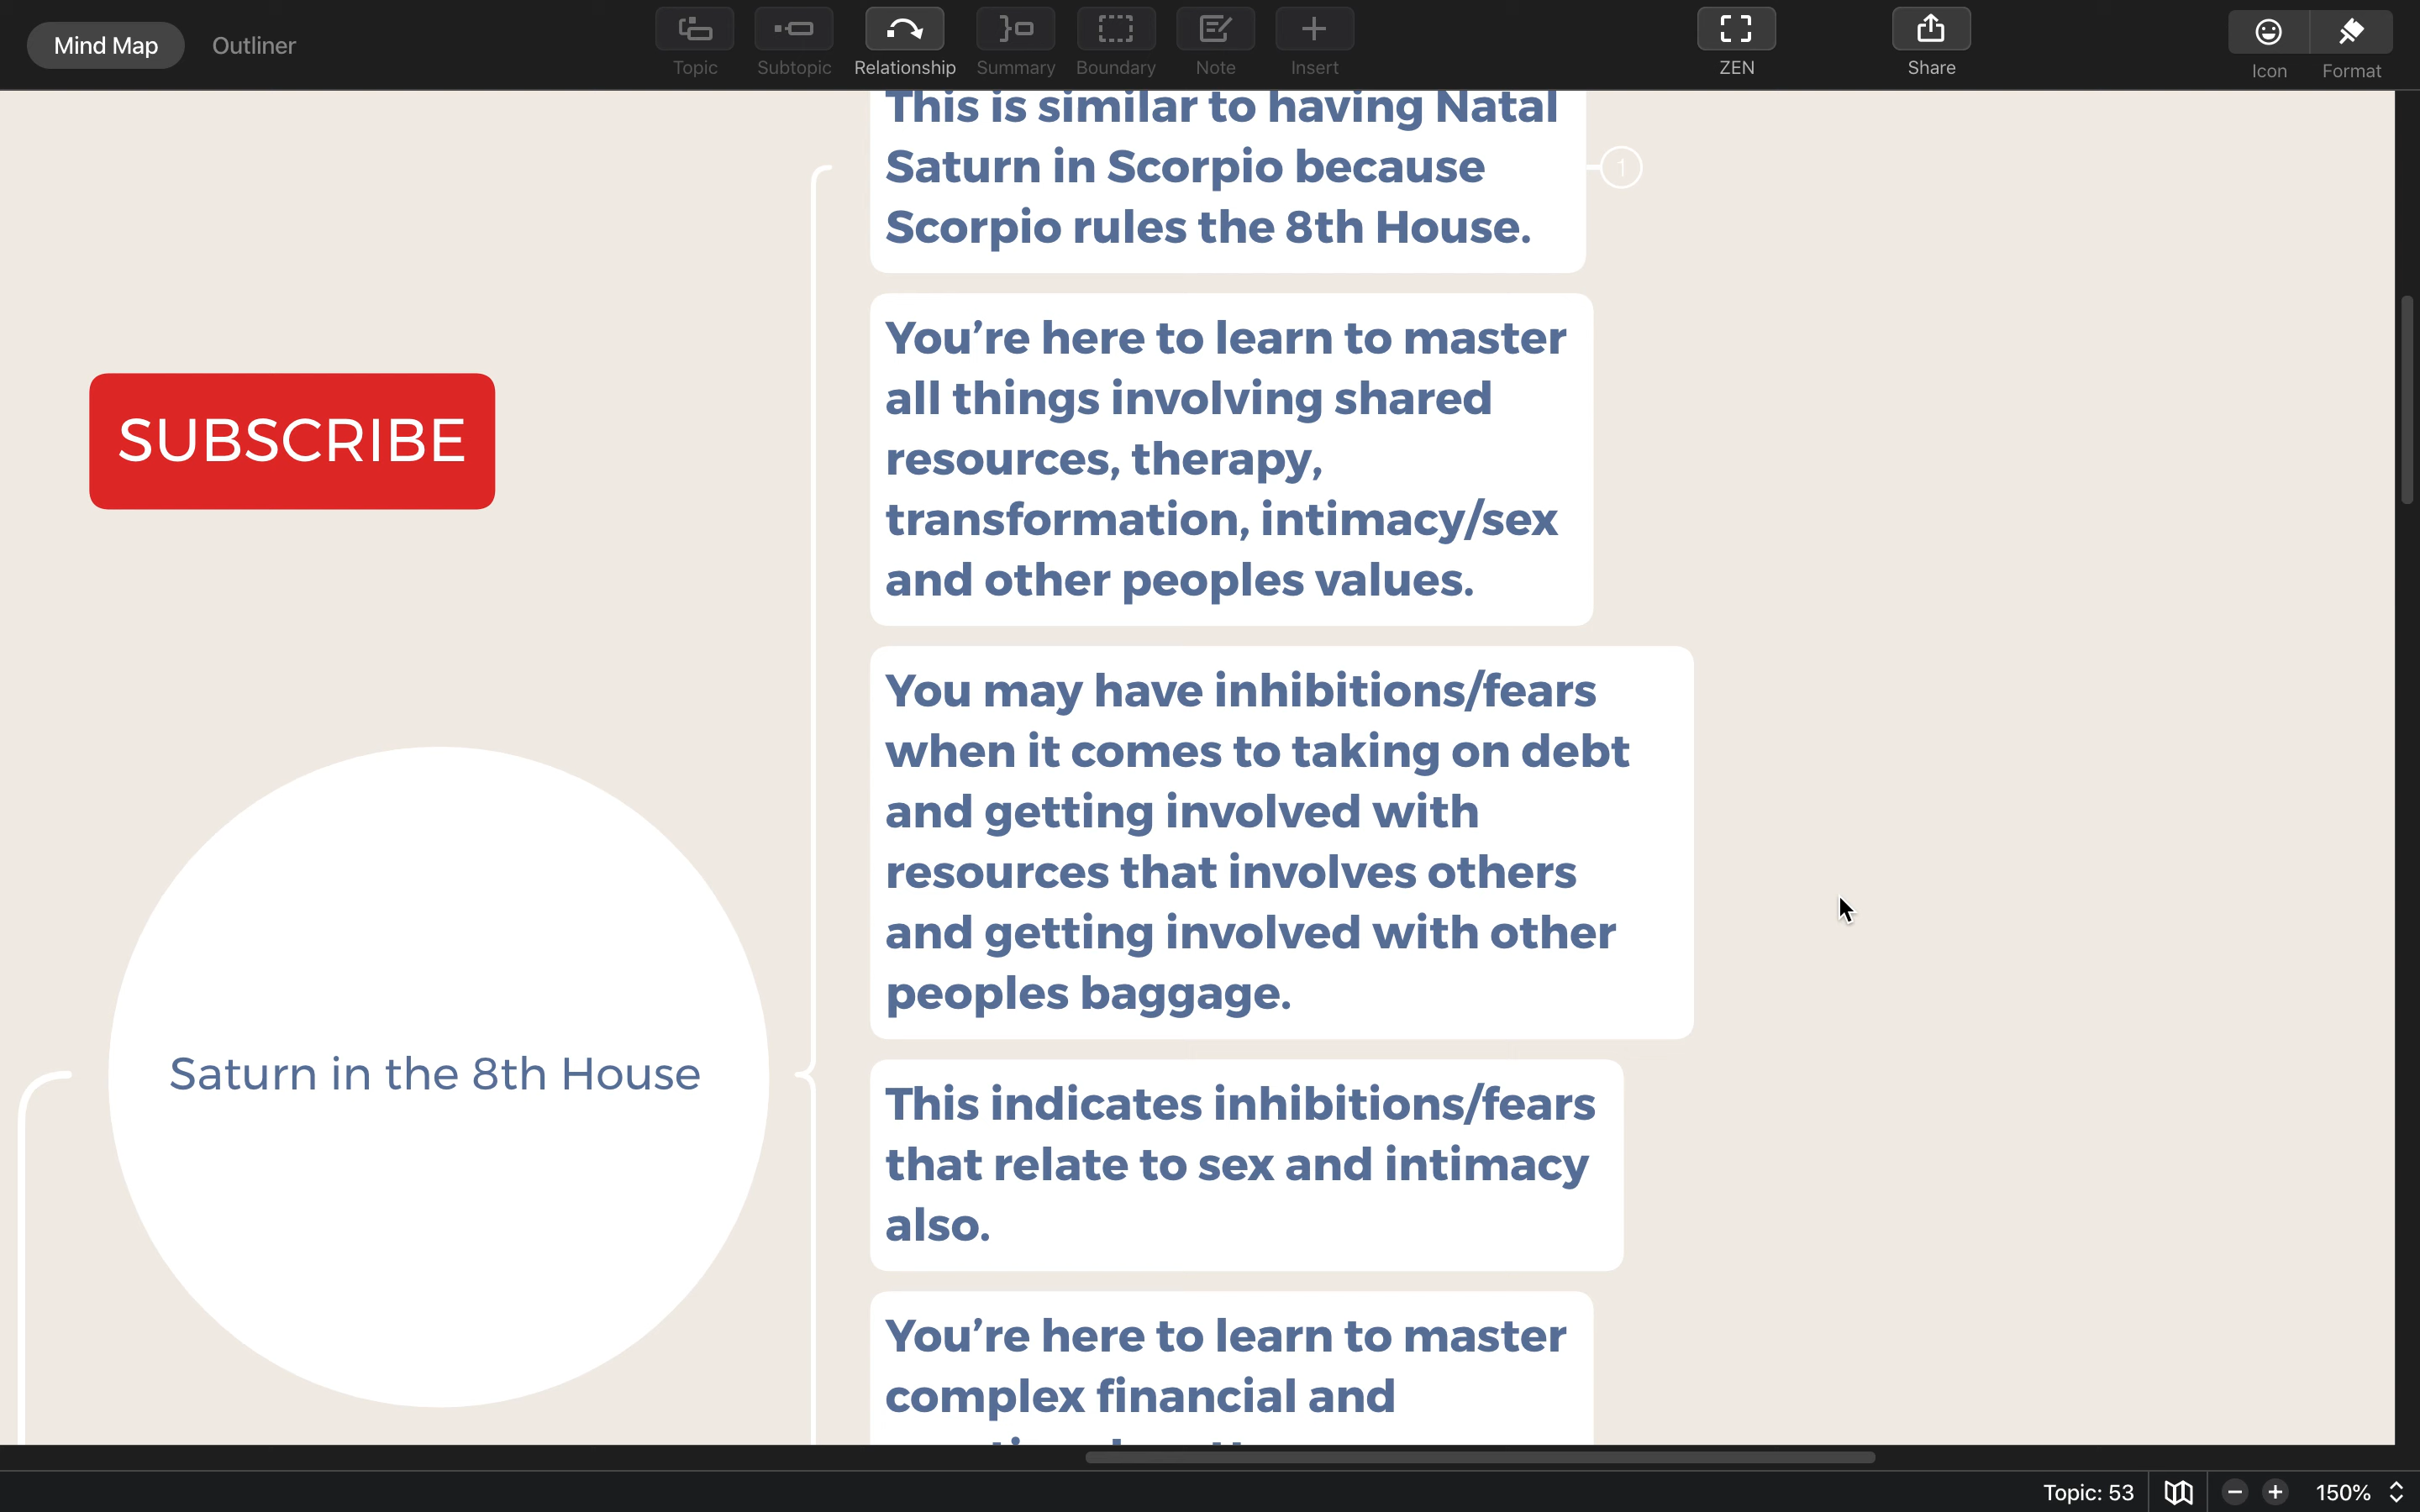 Mind Map
Outliner
Topic
Subtopic
Relationship
Summary
Boundary
Note
Insert
ZEN
Share
Icon
Format
This is similar to having Natal
Saturn in Scorpio because
Scorpio rules the 8th House.
1
SUBSCRIBE
You’re here to learn to master
all things involving shared
resources, therapy,
transformation, intimacy/sex
and other peoples values.
You may have inhibitions/fears
when it comes to taking on debt
and getting involved with
resources that involves others
and getting involved with other
peoples baggage.
Saturn in the 8th House
This indicates inhibitions/fears
that relate to sex and intimacy
also.
You’re here to learn to master
complex financial and
Topic: 53
150%